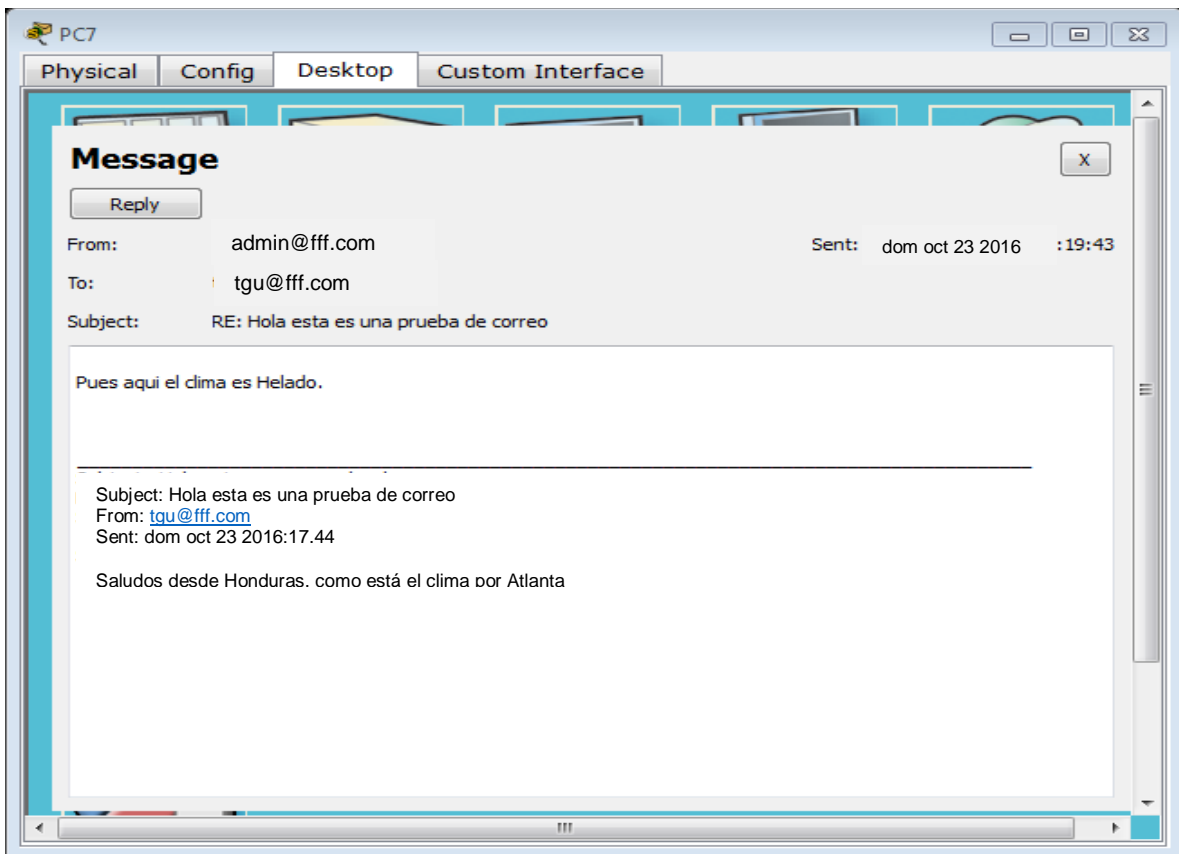 PC7
Physical Config Desktop Custom Interface
Message
X
Reply
From: admin@fff.com Sent: dom oct 23 2016 :19:43
To: tgu@fff.com
Subject: RE: Hola esta es una prueba de correo
Pues aqui el clima es Helado.
Subject: Hola esta es una prueba de correo
From: tgu@fff.com
Sent: dom oct 23 2016:17.44
Saludos desde Honduras. como está el clima por Atlanta